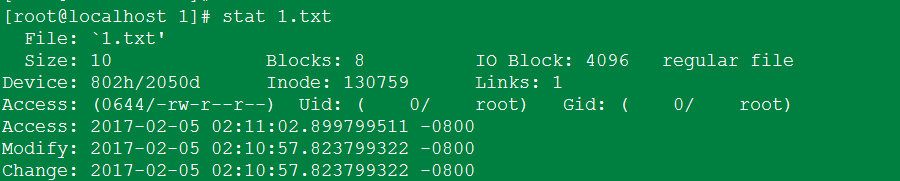 [root@localhost 1]# stat 1.txt
  File: `1.txt'
  Size: 10              Blocks: 8          IO Block: 4096   regular file
Device: 802h/2050d      Inode: 130759      Links: 1
Access: (0644/-rw-r--r--)  Uid: (    0/    root)   Gid: (    0/    root)
Access: 2017-02-05 02:11:02.899799511 -0800
Modify: 2017-02-05 02:10:57.823799322 -0800
Change: 2017-02-05 02:10:57.823799322 -0800